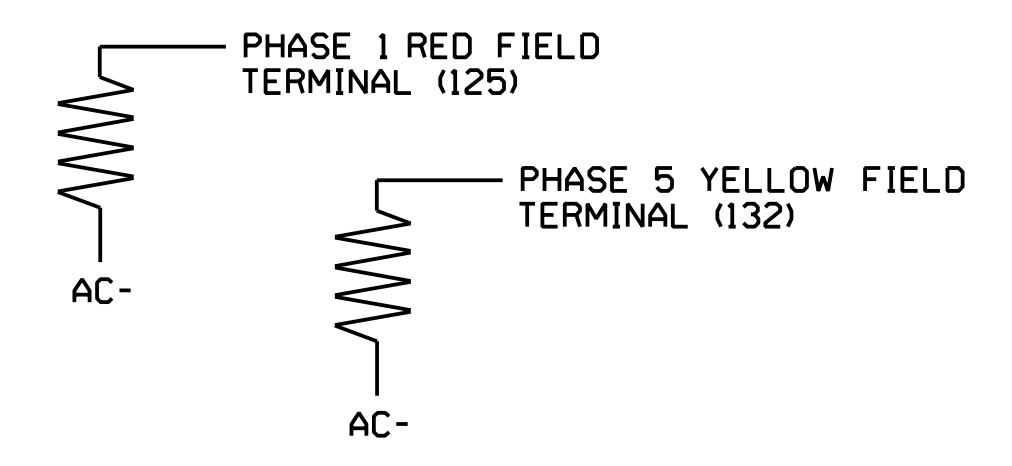 PHASE 1 RED FIELD
TERMINAL (125)
AC-
PHASE 5 YELLOW FIELD
TERMINAL (132)
AC-